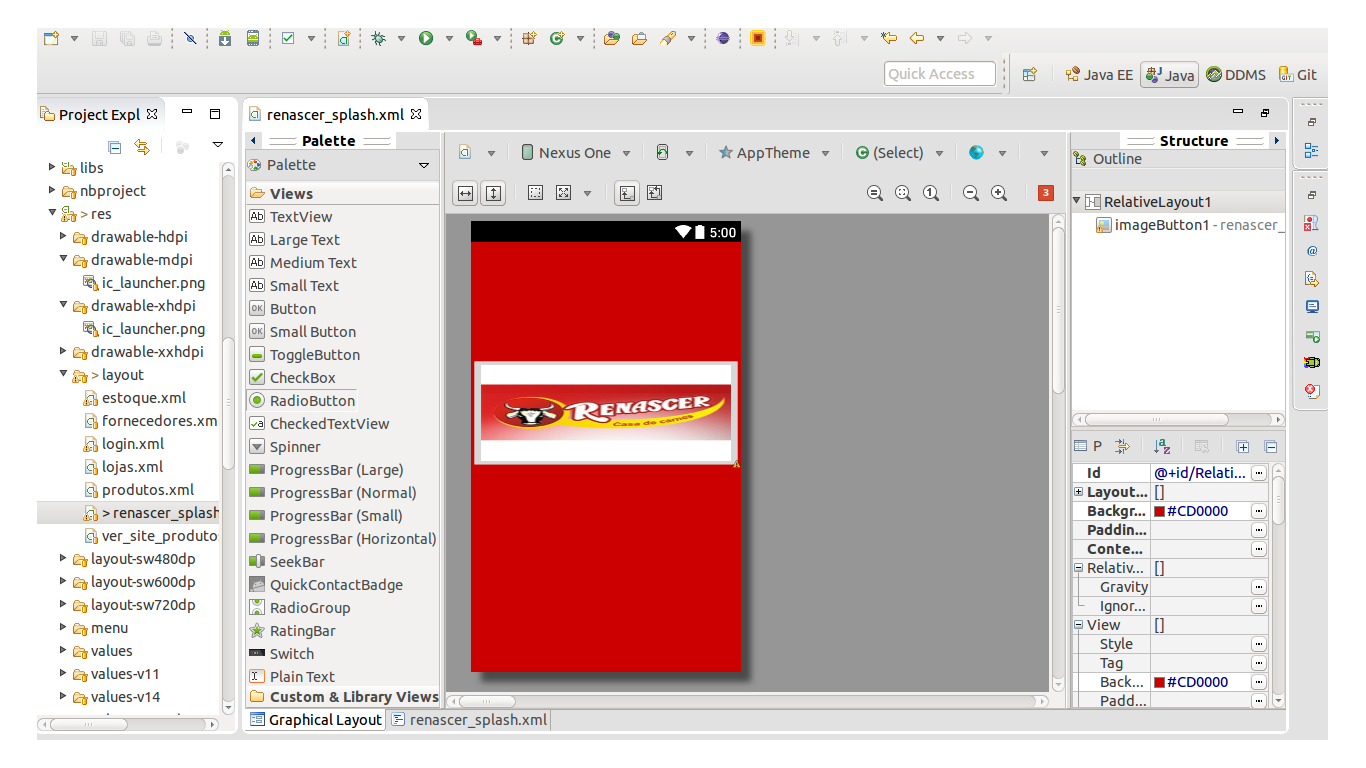 Quick Access
Java EE
Java
DDMS
Git
Project Expl
libs
nbproject
> res
drawable-hdpi
drawable-mdpi
ic_launcher.png
drawable-xhdpi
ic_launcher.png
drawable-xxhdpi
> layout
estoque.xml
fornecedores.xm
login.xml
lojas.xml
produtos.xml
> renascer_splash
ver_site_produto
layout-sw480dp
layout-sw600dp
layout-sw720dp
menu
values
values-v11
values-v14
renascer_splash.xml
Palette
Palette
Views
Ab TextView
Ab Large Text
Ab Medium Text
Ab Small Text
OK Button
OK Small Button
ToggleButton
CheckBox
RadioButton
CheckedTextView
Spinner
ProgressBar (Large)
ProgressBar (Normal)
ProgressBar (Small)
ProgressBar (Horizontal)
SeekBar
QuickContactBadge
RadioGroup
RatingBar
Switch
Plain Text
Custom & Library Views
Graphical Layout
renascer_splash.xml
Nexus One
AppTheme
(Select)
3
5:00
RENASCER
Casa de carnes
Structure
Outline
RelativeLayout1
imageButton1 - renascer_
P
Id @+id/Relati...
Layout... []
Backgr... #CD0000
Paddin...
Conte...
Relativ... []
Gravity
Ignor...
View []
Style
Tag
Back... #CD0000
Padd...